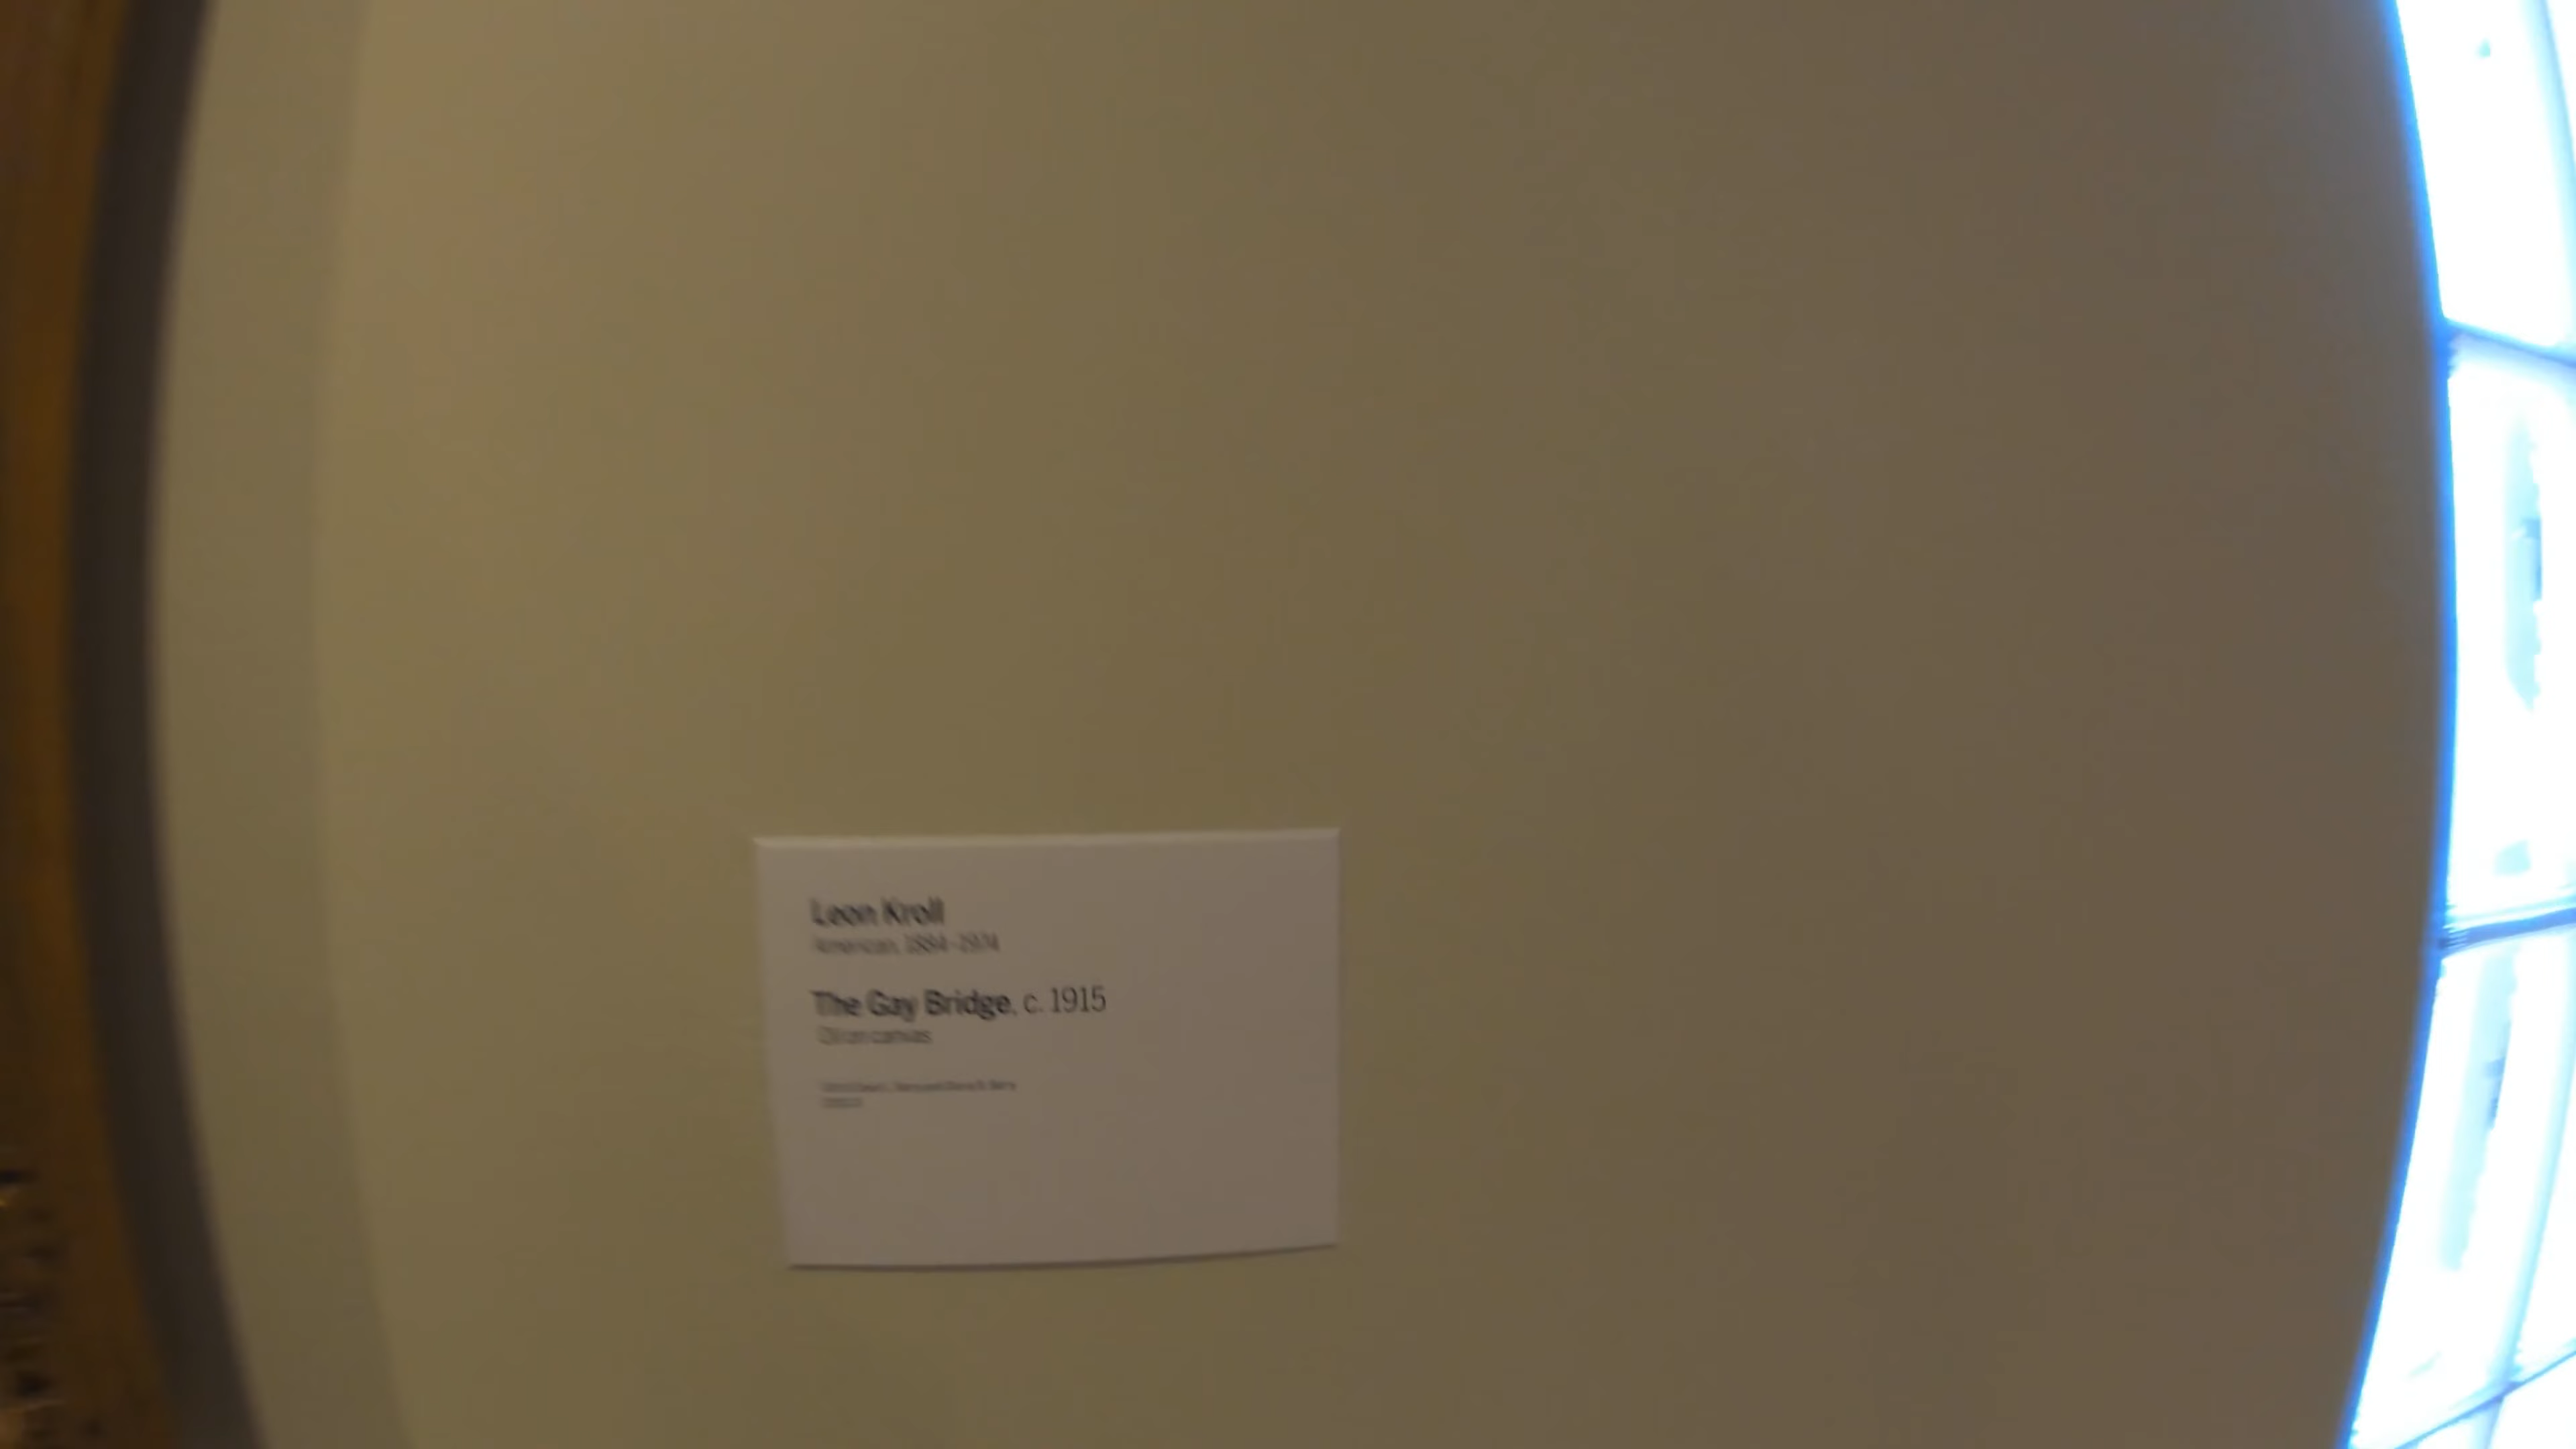 Leon Kroll
American, 1884–1974
The Gay Bridge, c. 1915
Oil on canvas